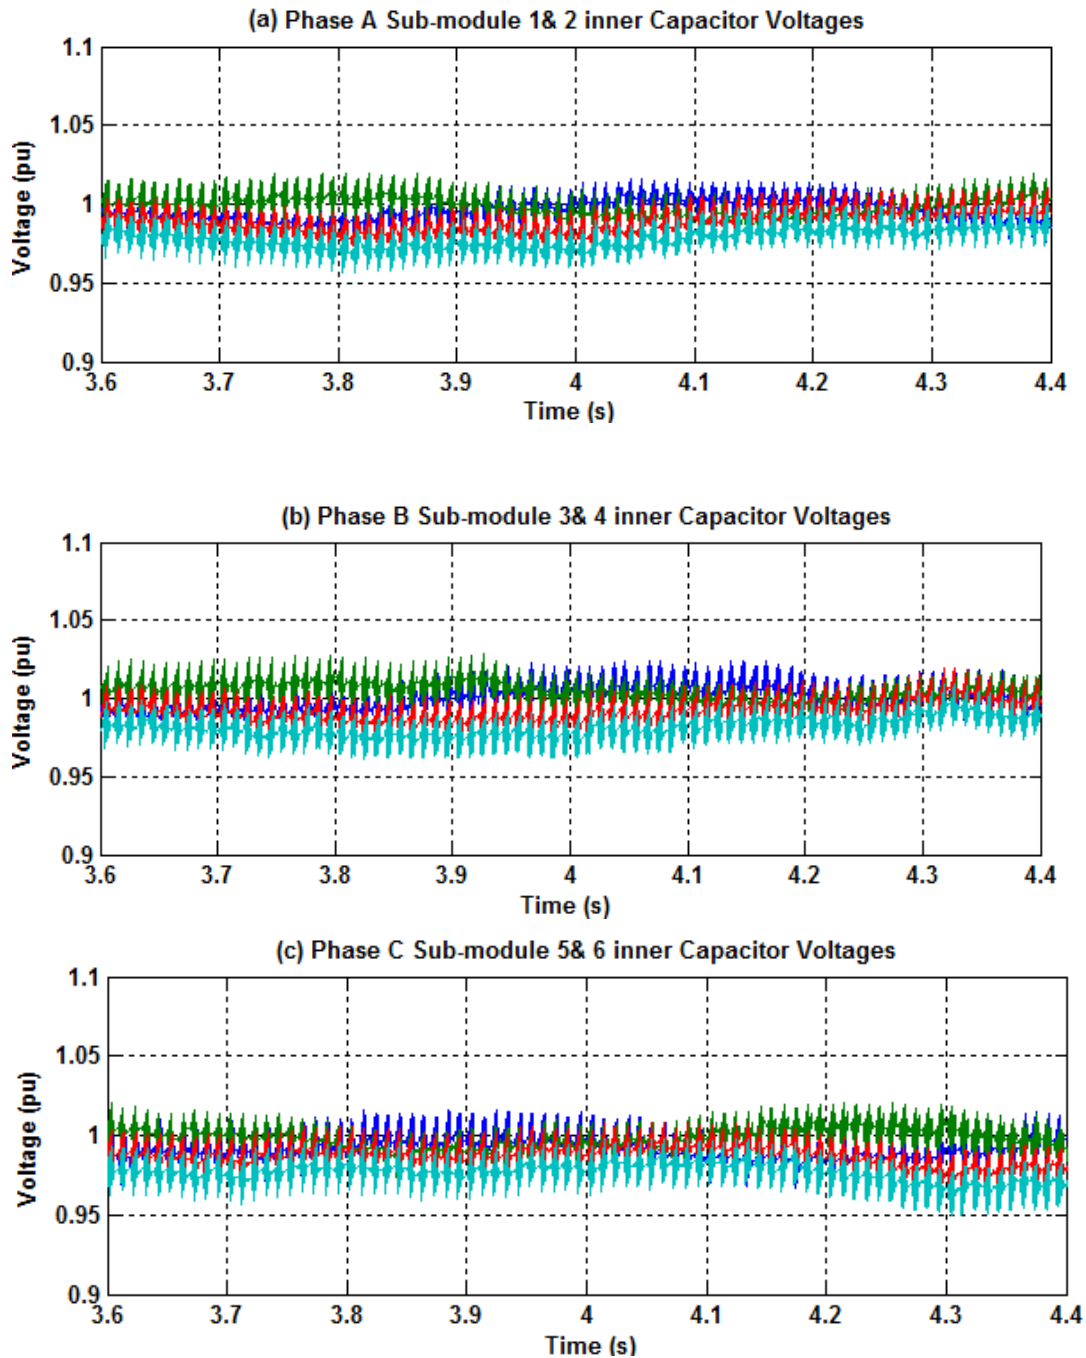 (a) Phase A Sub-module 1& 2 inner Capacitor Voltages
1.1
1.05
1
0.95
0.9
Voltage (pu)
3.6 3.7 3.8 3.9 4 4.1 4.2 4.3 4.4
Time (s)
(b) Phase B Sub-module 3& 4 inner Capacitor Voltages
1.1
1.05
1
0.95
0.9
Voltage (pu)
3.6 3.7 3.8 3.9 4 4.1 4.2 4.3 4.4
Time (s)
(c) Phase C Sub-module 5& 6 inner Capacitor Voltages
1.1
1.05
1
0.95
0.9
Voltage (pu)
3.6 3.7 3.8 3.9 4 4.1 4.2 4.3 4.4
Time (s)